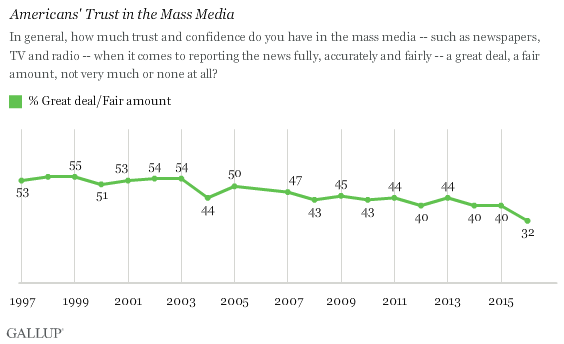 Americans' Trust in the Mass Media
In general, how much trust and confidence do you have in the mass media -- such as newspapers,
TV and radio -- when it comes to reporting the news fully, accurately and fairly -- a great deal, a fair
amount, not very much or none at all?
% Great deal/Fair amount
53 55 51 53 54 54 44 50 47 43 45 43 44 40 44 40 40 32
1997 1999 2001 2003 2005 2007 2009 2011 2013 2015
GALLUP®